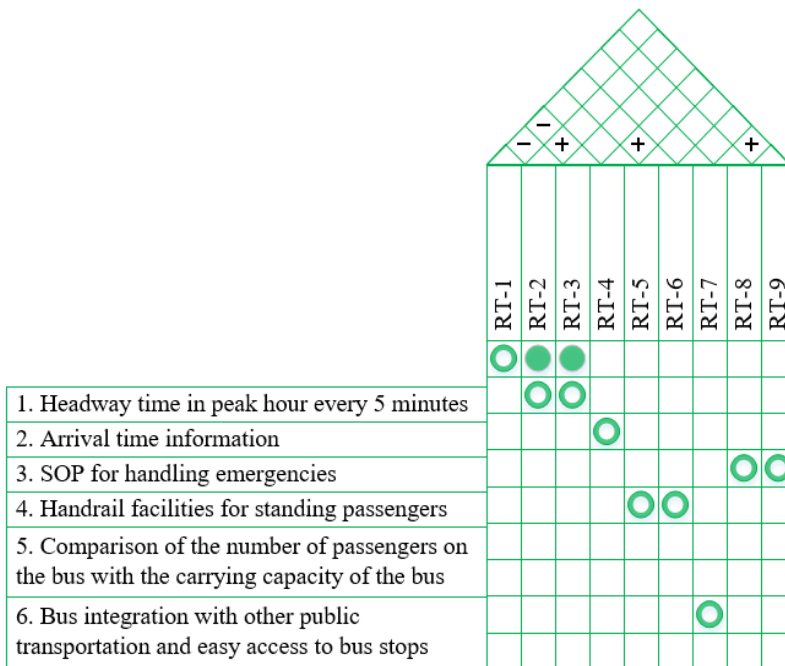 −
− + + +
RT-1 RT-2 RT-3 RT-4 RT-5 RT-6 RT-7 RT-8 RT-9
1. Headway time in peak hour every 5 minutes
2. Arrival time information
3. SOP for handling emergencies
4. Handrail facilities for standing passengers
5. Comparison of the number of passengers on
the bus with the carrying capacity of the bus
6. Bus integration with other public
transportation and easy access to bus stops